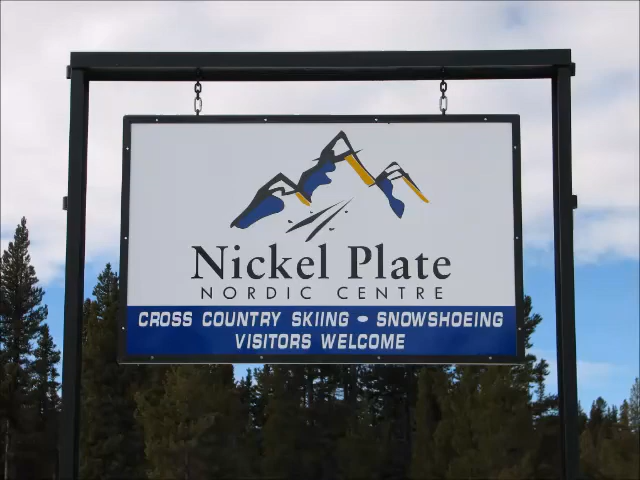 Nickel Plate
NORDIC CENTRE
CROSS COUNTRY SKIING - SNOWSHOEING
VISITORS WELCOME